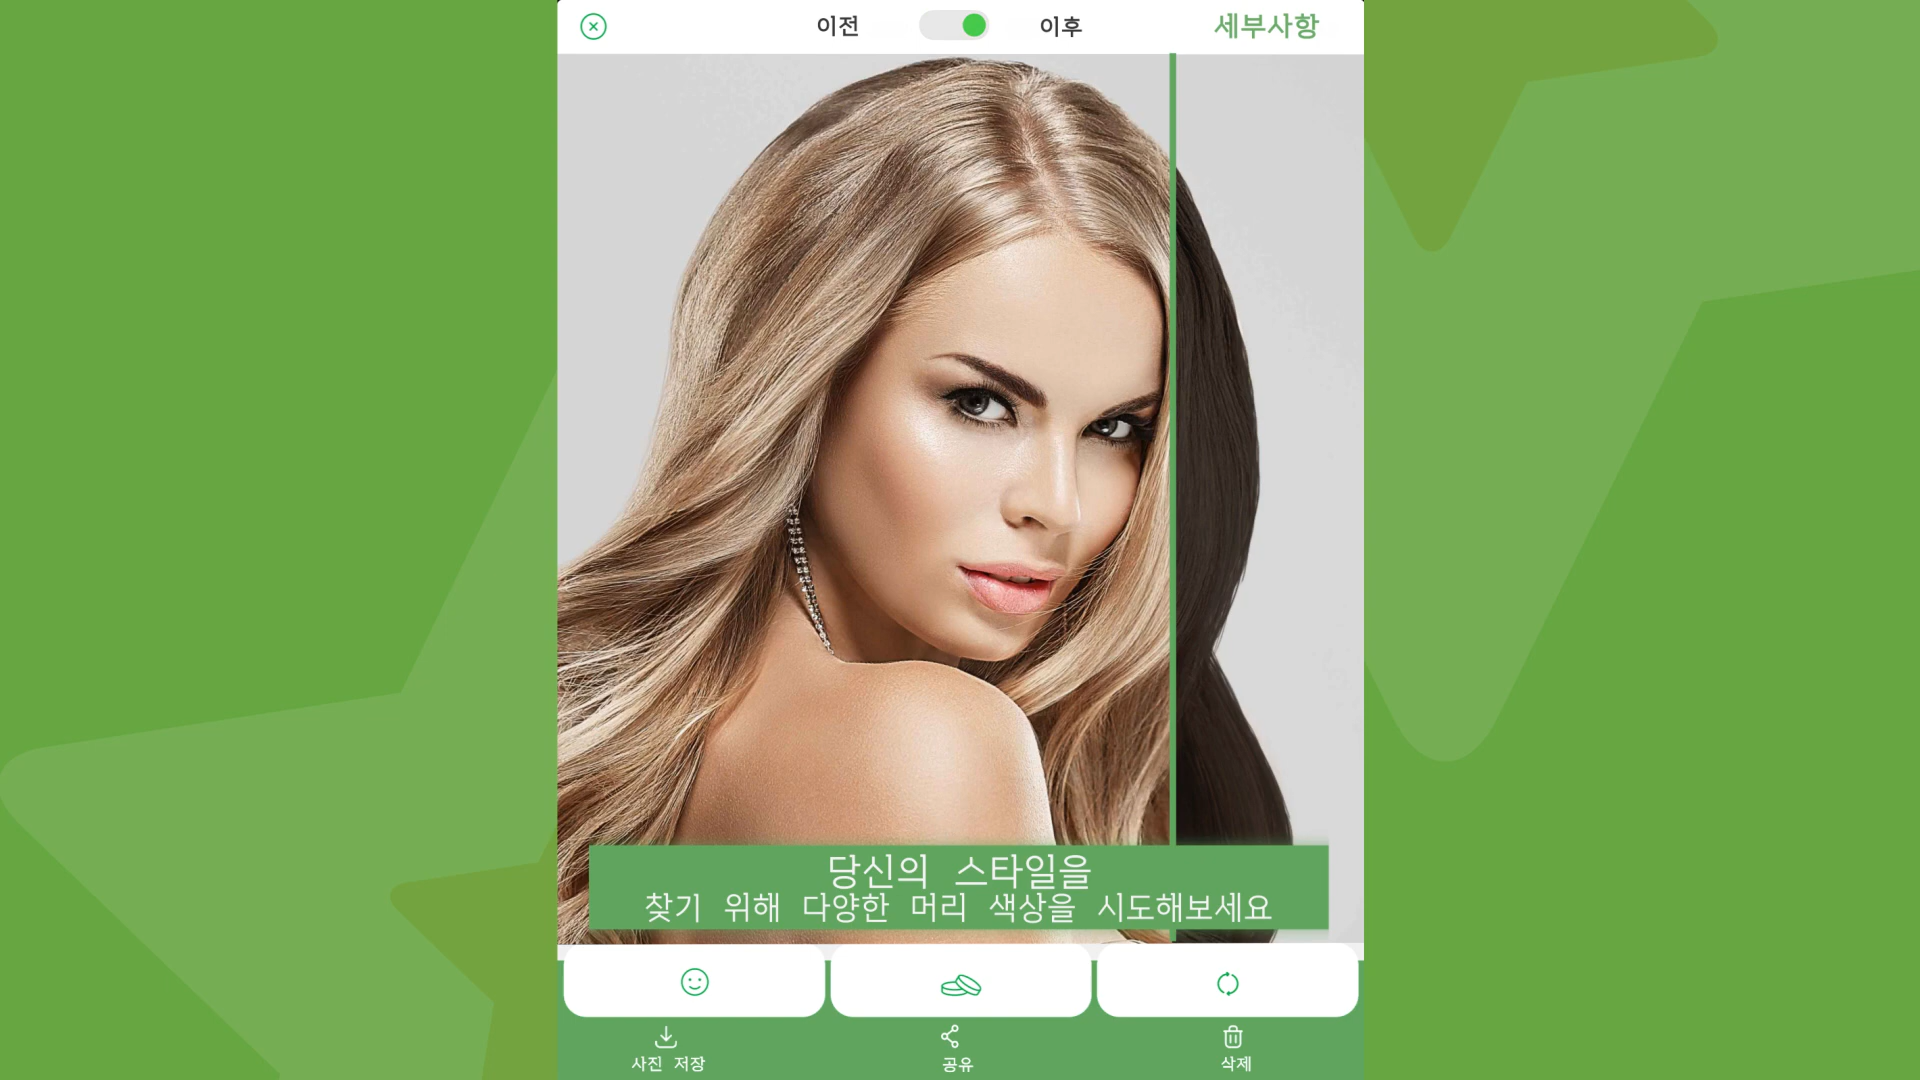 이전
이후
세부사항
당신의 스타일을
찾기 위해 다양한 머리 색상을 시도해보세요
사진 저장
공유
삭제